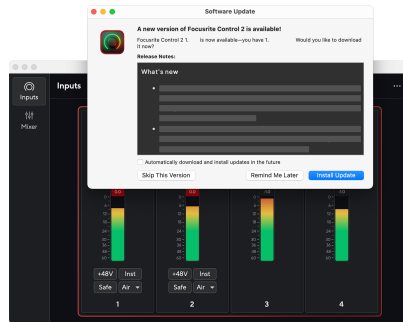 Software Update
A new version of Focusrite Control 2 is available!
Focusrite Control 2 1. is now available—you have 1. Would you like to download
it now?
Release Notes:
What's new
Automatically download and install updates in the future
Skip This Version Remind Me Later Install Update
Inputs
Inputs
Mixer
+48V Inst +48V Inst
Safe Air Safe Air
1 2 3 4